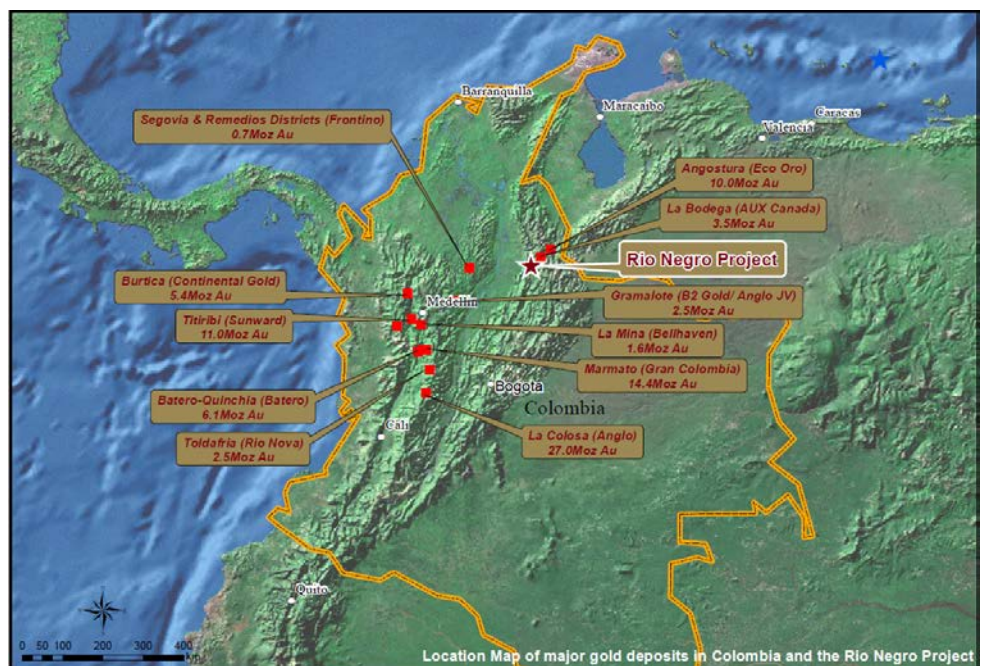 Barranquilla
Maracaibo
Caracas
Valencia
Segovia & Remedios Districts (Frontino)
0.7Moz Au
Angostura (Eco Oro)
10.0Moz Au
La Bodega (AUX Canada)
3.5Moz Au
Rio Negro Project
Burtica (Continental Gold)
5.4Moz Au
Medellin
Gramalote (B2 Gold/ Anglo JV)
2.5Moz Au
Titiribi (Sunward)
11.0Moz Au
La Mina (Bellhaven)
1.6Moz Au
Marmato (Gran Colombia)
14.4Moz Au
Batero-Quinchia (Batero)
6.1Moz Au
Bogota
Colombia
Toldafria (Rio Nova)
2.5Moz Au
Cali
La Colosa (Anglo)
27.0Moz Au
Quito
0 50 100 200 300 400
Km
Location Map of major gold deposits in Colombia and the Rio Negro Project